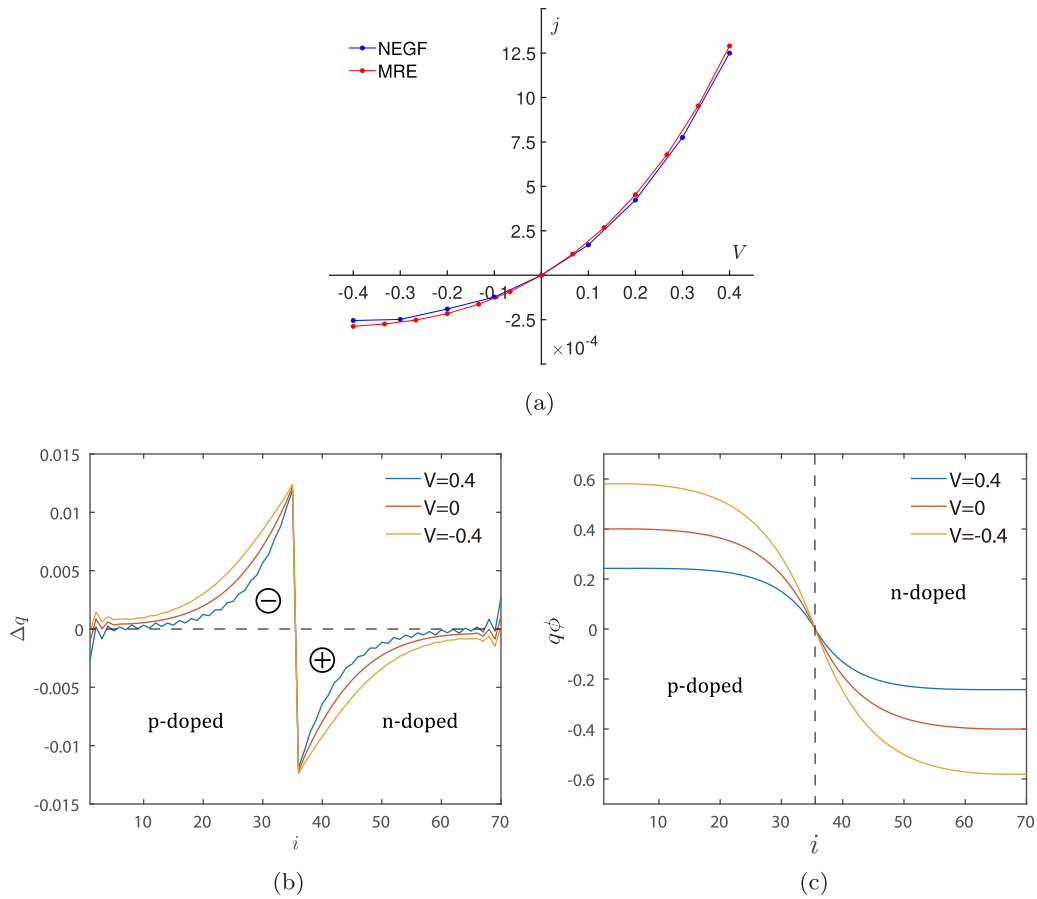 j
12.5
10
7.5
5
2.5
-2.5
×10⁻⁴
NEGF
MRE
V
-0.4 -0.3 -0.2 -0.1 0.1 0.2 0.3 0.4
(a)
0.015
0.01
0.005
0
-0.005
-0.01
-0.015
Δq
V=0.4
V=0
V=-0.4
−
+
p-doped n-doped
10 20 30 40 50 60 70
i
(b)
0.6
0.4
0.2
0
-0.2
-0.4
-0.6
qϕ
V=0.4
V=0
V=-0.4
n-doped
p-doped
10 20 30 40 50 60 70
i
(c)